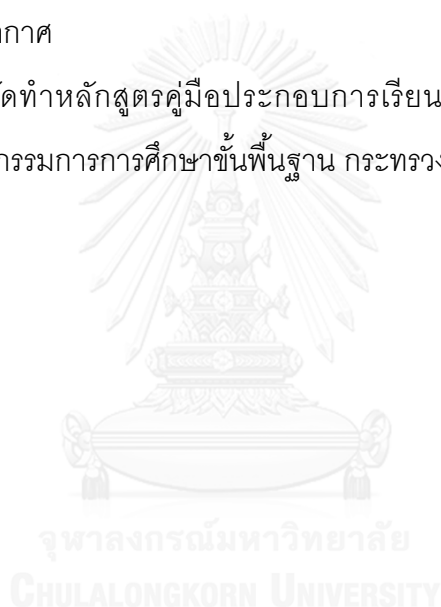 กาศ
ัดทำหลักสูตรคู่มือประกอบการเรียน
กรรมการการศึกษาขั้นพื้นฐาน กระทรวง
จุฬาลงกรณ์มหาวิทยาลัย
CHULALONGKORN UNIVERSITY